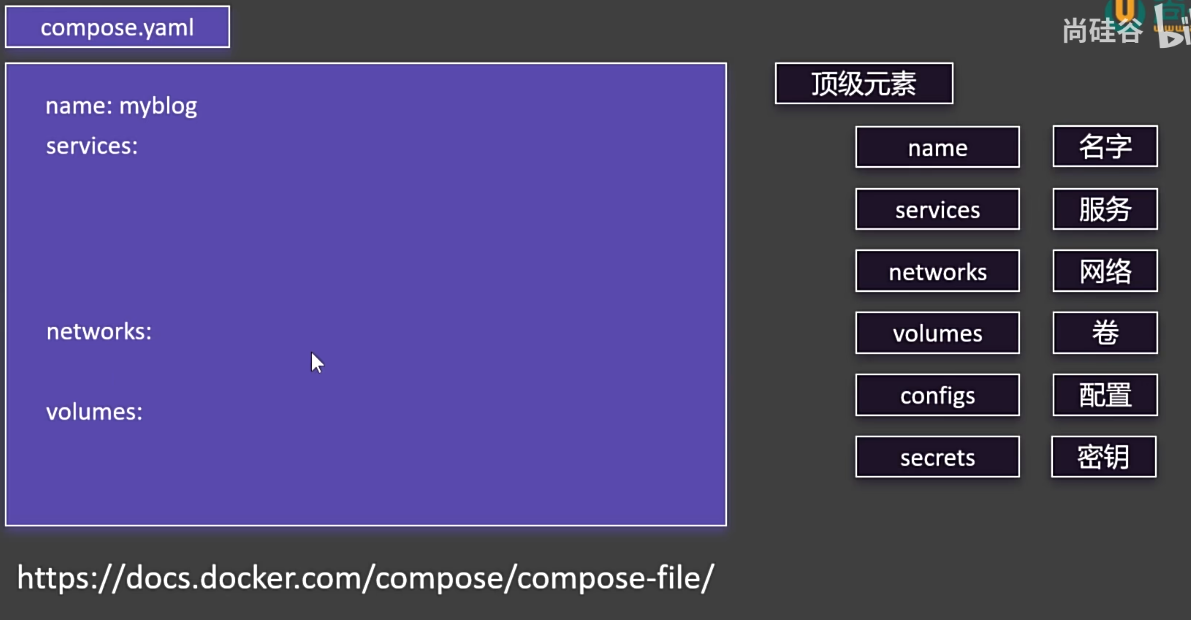 compose.yaml
尚硅谷
name: myblog
services:
networks:
volumes:
顶级元素
name 名字
services 服务
networks 网络
volumes 卷
configs 配置
secrets 密钥
https://docs.docker.com/compose/compose-file/